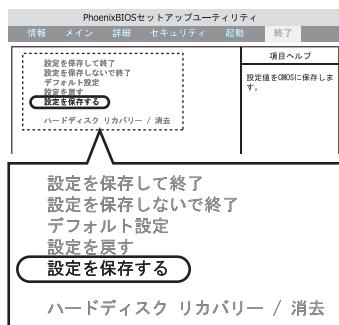 PhoenixBIOSセットアップユーティリティ
情報 メイン 詳細 セキュリティ 起動 終了
項目ヘルプ
設定を保存して終了
設定を保存しないで終了
デフォルト設定
設定を戻す
設定を保存する
ハードディスク リカバリー / 消去
設定値をCMOSに保存しま
す。
設定を保存して終了
設定を保存しないで終了
デフォルト設定
設定を戻す
設定を保存する
ハードディスク リカバリー / 消去